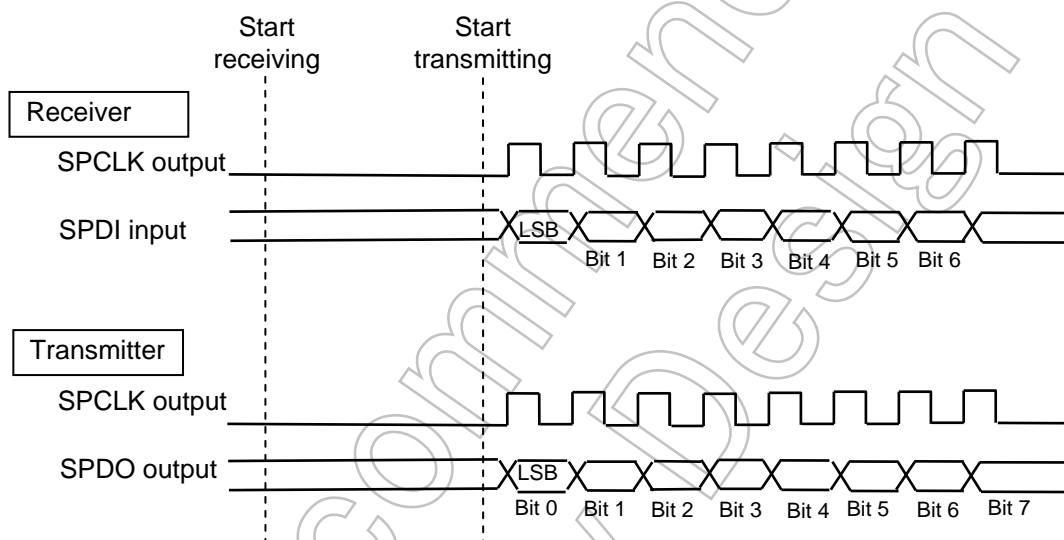 Start
receiving
Start
transmitting
Receiver
SPCLK output
SPDI input
LSB
Bit 1 Bit 2 Bit 3 Bit 4 Bit 5 Bit 6
Transmitter
SPCLK output
SPDO output
LSB
Bit 0 Bit 1 Bit 2 Bit 3 Bit 4 Bit 5 Bit 6 Bit 7
commen
Design